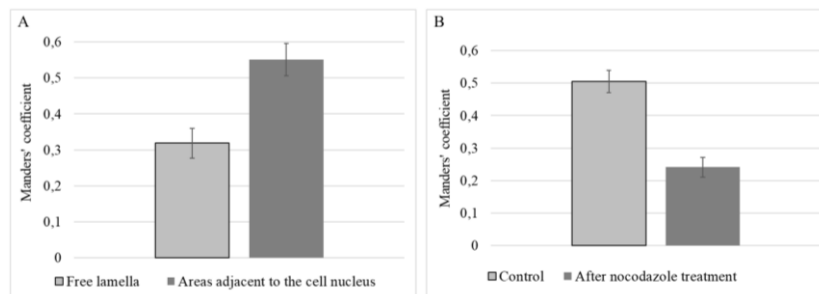 A
Manders' coefficient
0,6
0,5
0,4
0,3
0,2
0,1
0
Free lamella
Areas adjacent to the cell nucleus
B
Manders' coefficient
0,6
0,5
0,4
0,3
0,2
0,1
0
Control
After nocodazole treatment